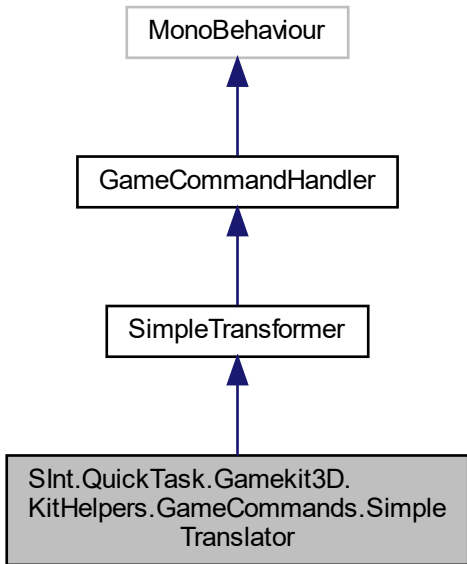 MonoBehaviour
GameCommandHandler
SimpleTransformer
SInt.QuickTask.Gamekit3D.
KitHelpers.GameCommands.Simple
Translator